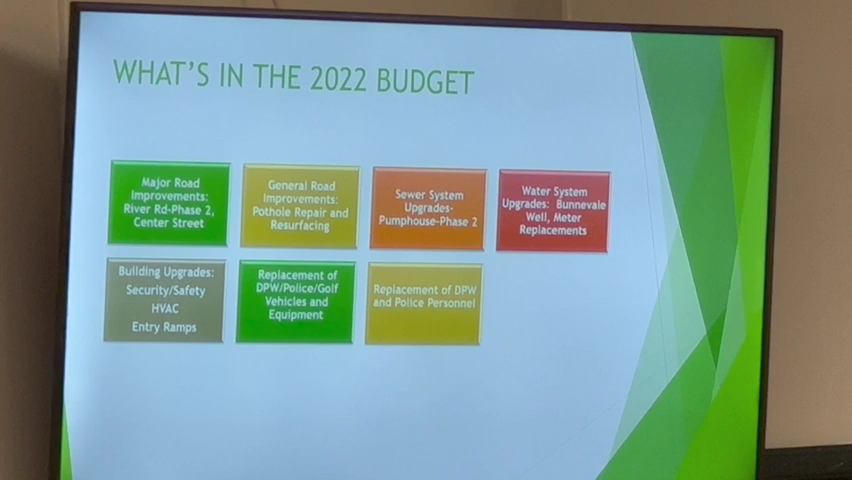 WHAT'S IN THE 2022 BUDGET
Major Road
Improvements:
River Rd-Phase 2,
Center Street
General Road
Improvements:
Pothole Repair and
Resurfacing
Sewer System
Upgrades-
Pumphouse-Phase 2
Water System
Upgrades: Bunnevale
Well, Meter
Replacements
Building Upgrades:
Security/Safety
HVAC
Entry Ramps
Replacement of
DPW/Police/Golf
Vehicles and
Equipment
Replacement of DPW
and Police Personnel